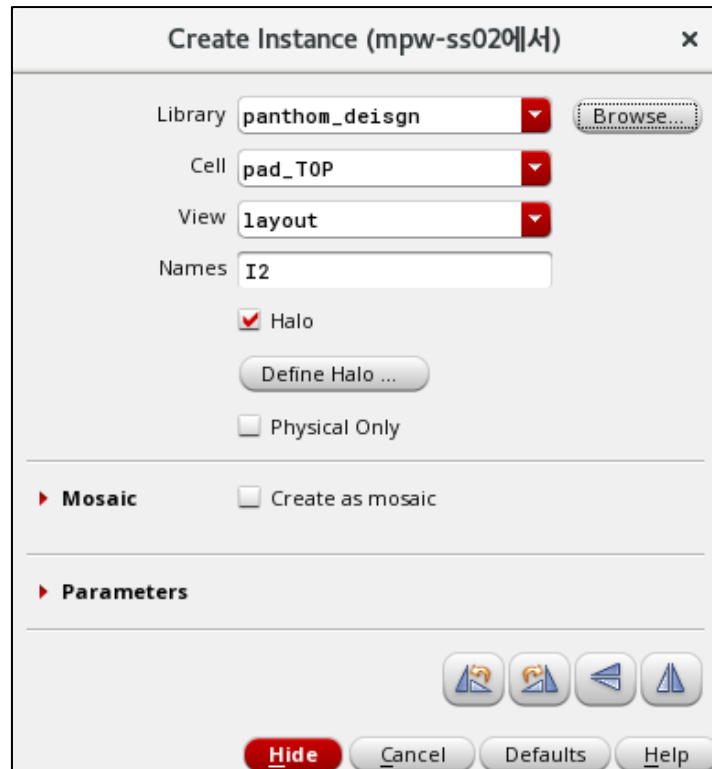 Create Instance (mpw-ss02에서)
Library panthom_deisgn Browse...
Cell pad_TOP
View layout
Names I2
Halo
Define Halo ...
Physical Only
Mosaic Create as mosaic
Parameters
Hide Cancel Defaults Help